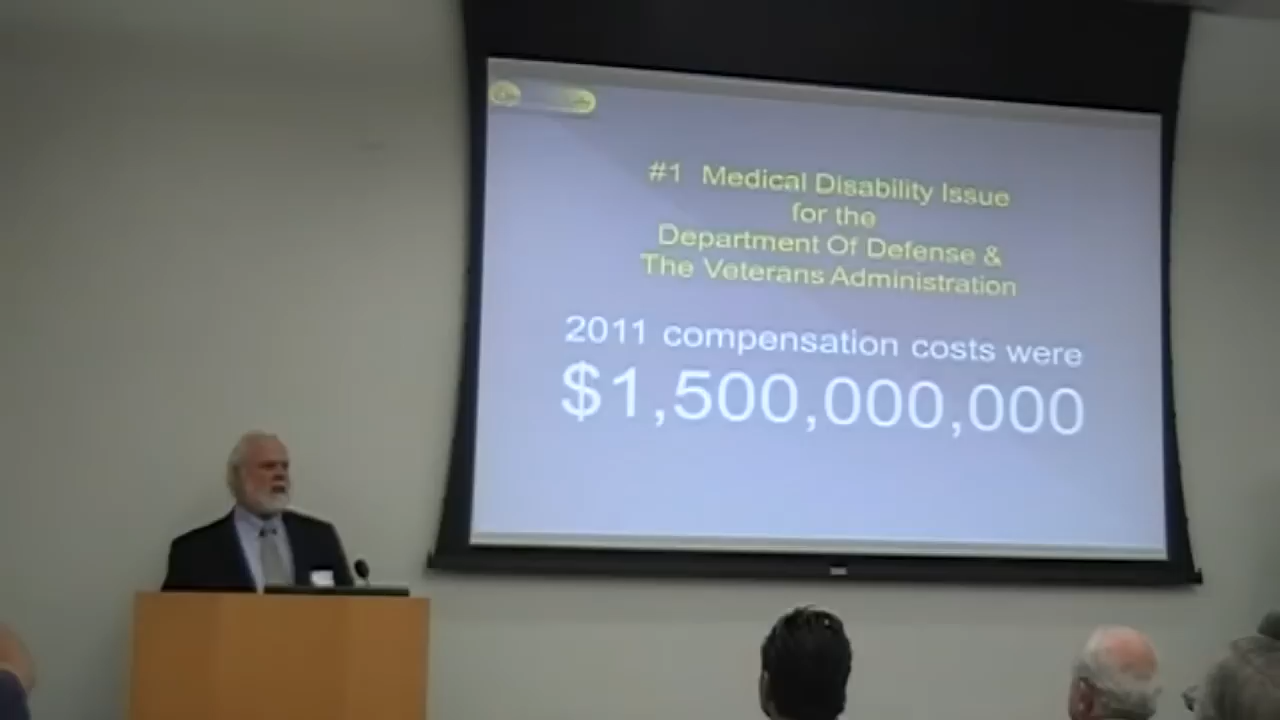 #1 Medical Disability Issue
for the
Department Of Defense &
The Veterans Administration
2011 compensation costs were
$1,500,000,000